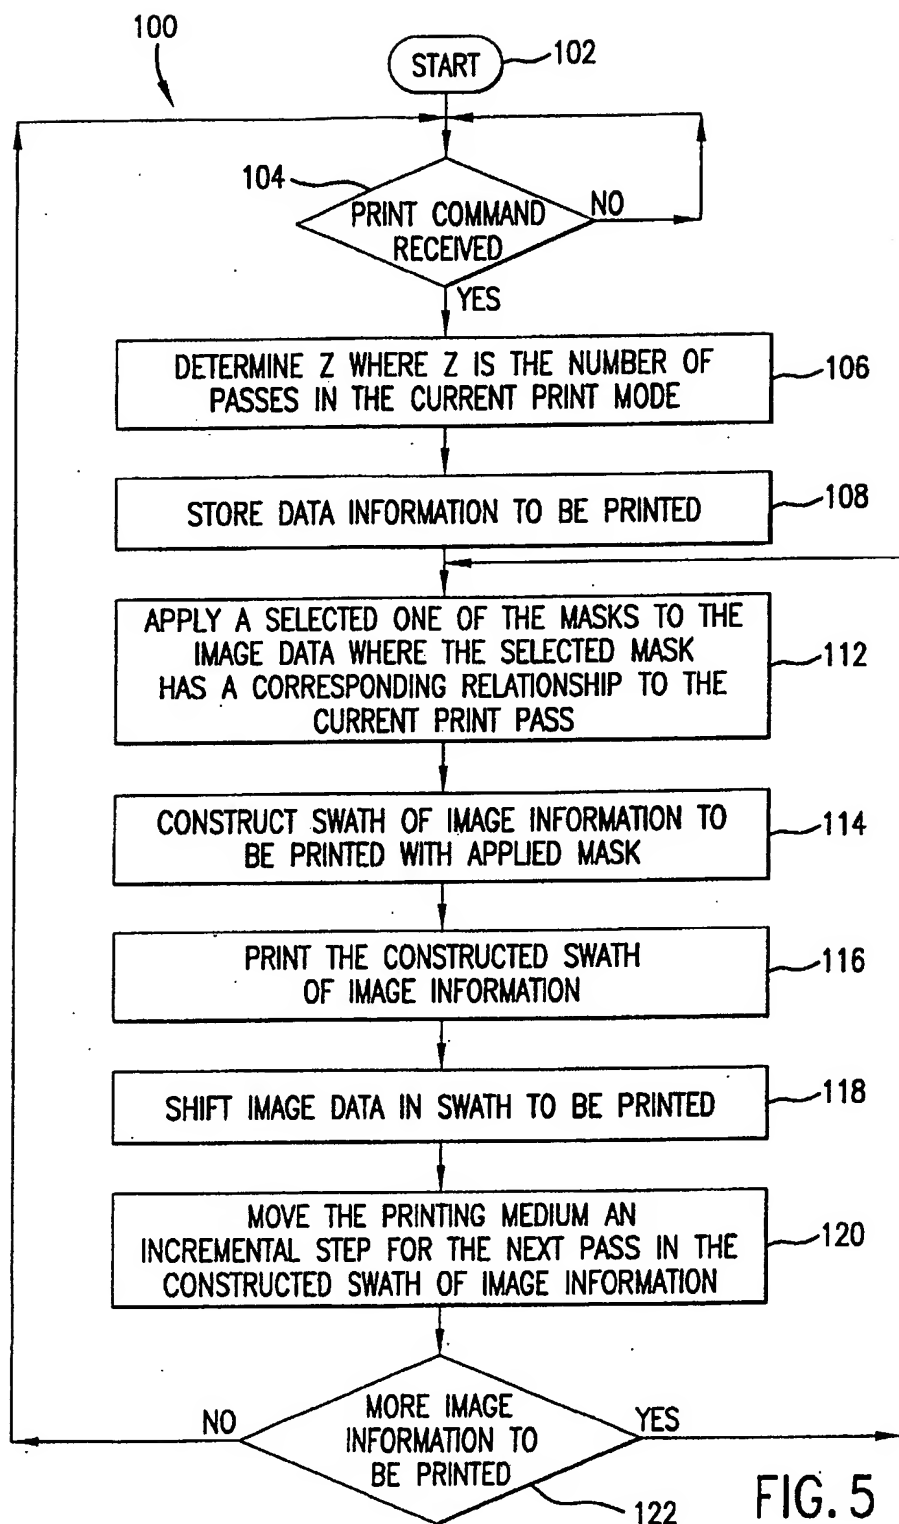 100
START
102
104
PRINT COMMAND
RECEIVED
NO
YES
DETERMINE Z WHERE Z IS THE NUMBER OF
PASSES IN THE CURRENT PRINT MODE
106
STORE DATA INFORMATION TO BE PRINTED
108
APPLY A SELECTED ONE OF THE MASKS TO THE
IMAGE DATA WHERE THE SELECTED MASK
HAS A CORRESPONDING RELATIONSHIP TO THE
CURRENT PRINT PASS
112
CONSTRUCT SWATH OF IMAGE INFORMATION TO
BE PRINTED WITH APPLIED MASK
114
PRINT THE CONSTRUCTED SWATH
OF IMAGE INFORMATION
116
SHIFT IMAGE DATA IN SWATH TO BE PRINTED
118
MOVE THE PRINTING MEDIUM AN
INCREMENTAL STEP FOR THE NEXT PASS IN THE
CONSTRUCTED SWATH OF IMAGE INFORMATION
120
NO
MORE IMAGE
INFORMATION TO
BE PRINTED
YES
122
FIG. 5